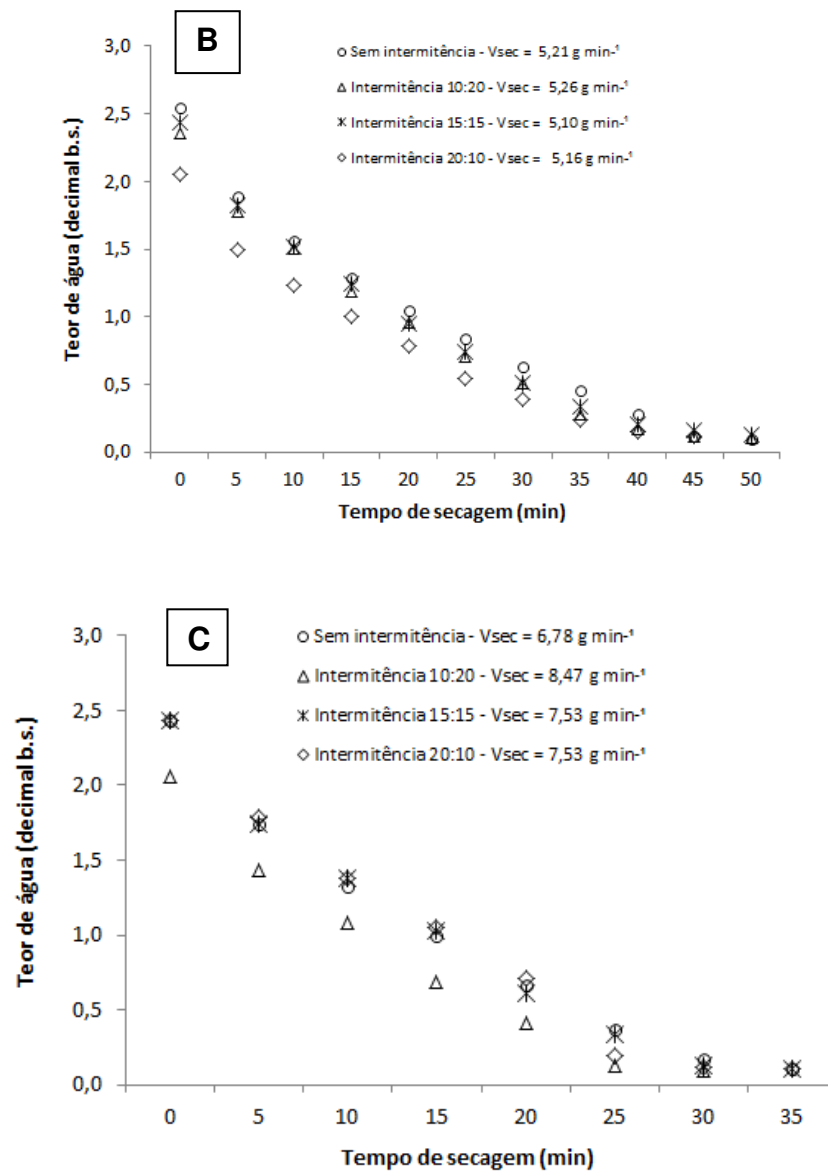 B
3,0
2,5
2,0
1,5
1,0
0,5
0,0
Teor de água (decimal b.s.)
Sem intermitência - Vsec = 5,21 g min-¹
Intermitência 10:20 - Vsec = 5,26 g min-¹
Intermitência 15:15 - Vsec = 5,10 g min-¹
Intermitência 20:10 - Vsec = 5,16 g min-¹
0 5 10 15 20 25 30 35 40 45 50
Tempo de secagem (min)
C
3,0
2,5
2,0
1,5
1,0
0,5
0,0
Teor de água (decimal b.s.)
Sem intermitência - Vsec = 6,78 g min-¹
Intermitência 10:20 - Vsec = 8,47 g min-¹
Intermitência 15:15 - Vsec = 7,53 g min-¹
Intermitência 20:10 - Vsec = 7,53 g min-¹
0 5 10 15 20 25 30 35
Tempo de secagem (min)